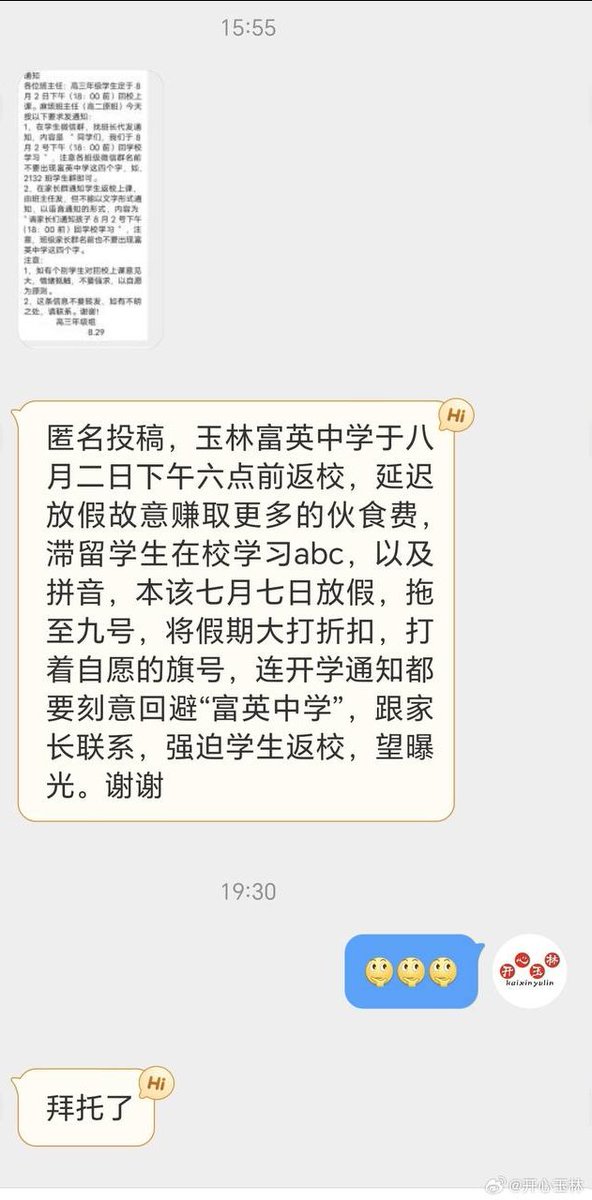 15:55
通知
各位班主任：高三年级学生定于8
月2日下午（18：00前）回校上
课。麻烦班主任（高二原班）今天
按以下要求发通知：
1、在学生微信群，找班长代发通
知，内容是＂同学们，我们于8
月2号下午（18：00前）回学校
学习＂，注意各班级微信群名前
不要出现富英中学这四个字，如，
2132班学生群即可。
2、在家长群通知学生返校上课，
由班主任发，但不能以文字形式通
知，以语音通知的形式，内容为
＂请家长们通知孩子8月2号下午
（18：00前）回学校学习＂，注
意，班级家长群名前也不要出现富
英中学这四个字。
注意：
1、如有个别学生对回校上课意见
大，情绪抵触，不要强求，以自愿
为原则。
2、这条信息不要转发，如有不明
之处，请联系。谢谢！
高三年级组
8.29
Hi
匿名投稿，玉林富英中学于八
月二日下午六点前返校，延迟
放假故意赚取更多的伙食费，
滞留学生在校学习abc，以及
拼音，本该七月七日放假，拖
至九号，将假期大打折扣，打
着自愿的旗号，连开学通知都
要刻意回避“富英中学”，跟家
长联系，强迫学生返校，望曝
光。谢谢
19:30
开心玉林
kaixinyulin
Hi
拜托了
@开心玉林